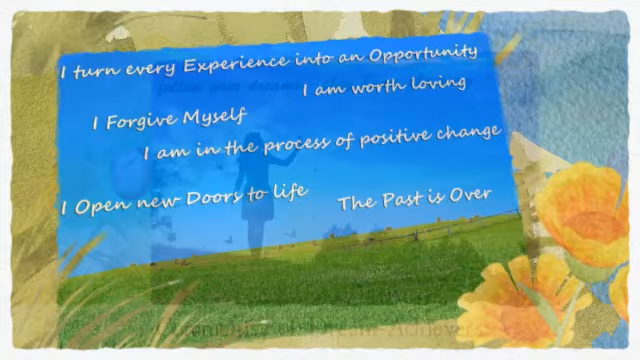 I turn every Experience into an Opportunity
I am worth loving
I Forgive Myself
I am in the process of positive change
I Open new Doors to life
The Past is Over